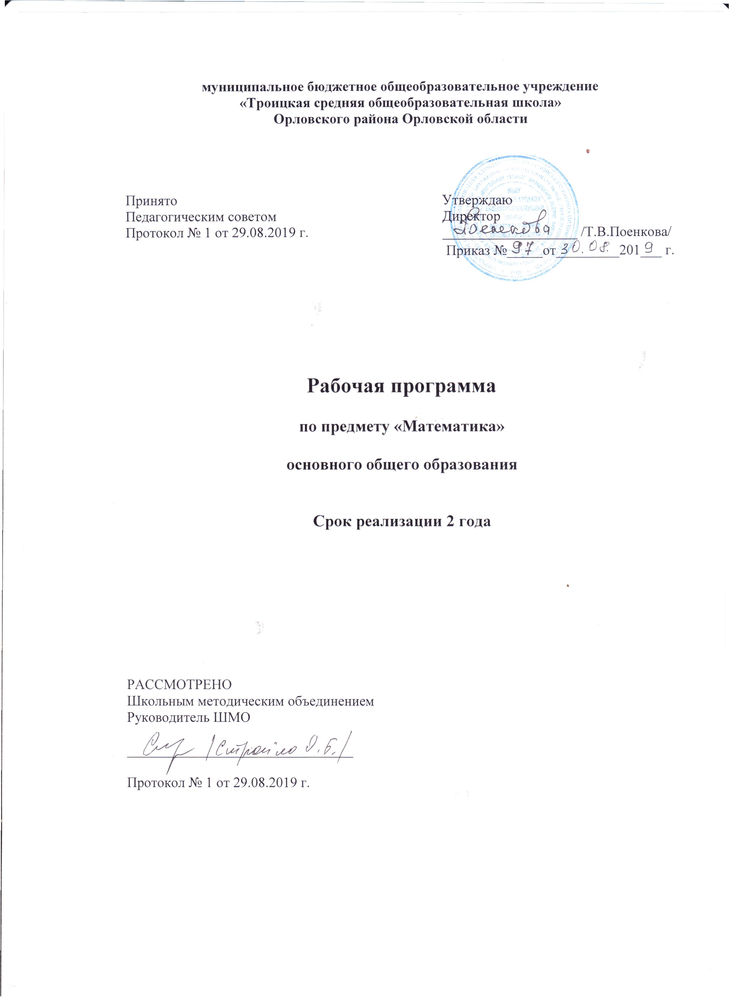 муниципальное бюджетное общеобразовательное учреждение
«Троицкая средняя общеобразовательная школа»
Орловского района Орловской области
Принято
Педагогическим советом
Протокол № 1 от 29.08.2019 г.
Утверждаю
Директор
Поенкова /Т.В.Поенкова/
Приказ № 97 от 30.08. 2019 г.
Рабочая программа
по предмету «Математика»
основного общего образования
Срок реализации 2 года
РАССМОТРЕНО
Школьным методическим объединением
Руководитель ШМО
Протокол № 1 от 29.08.2019 г.